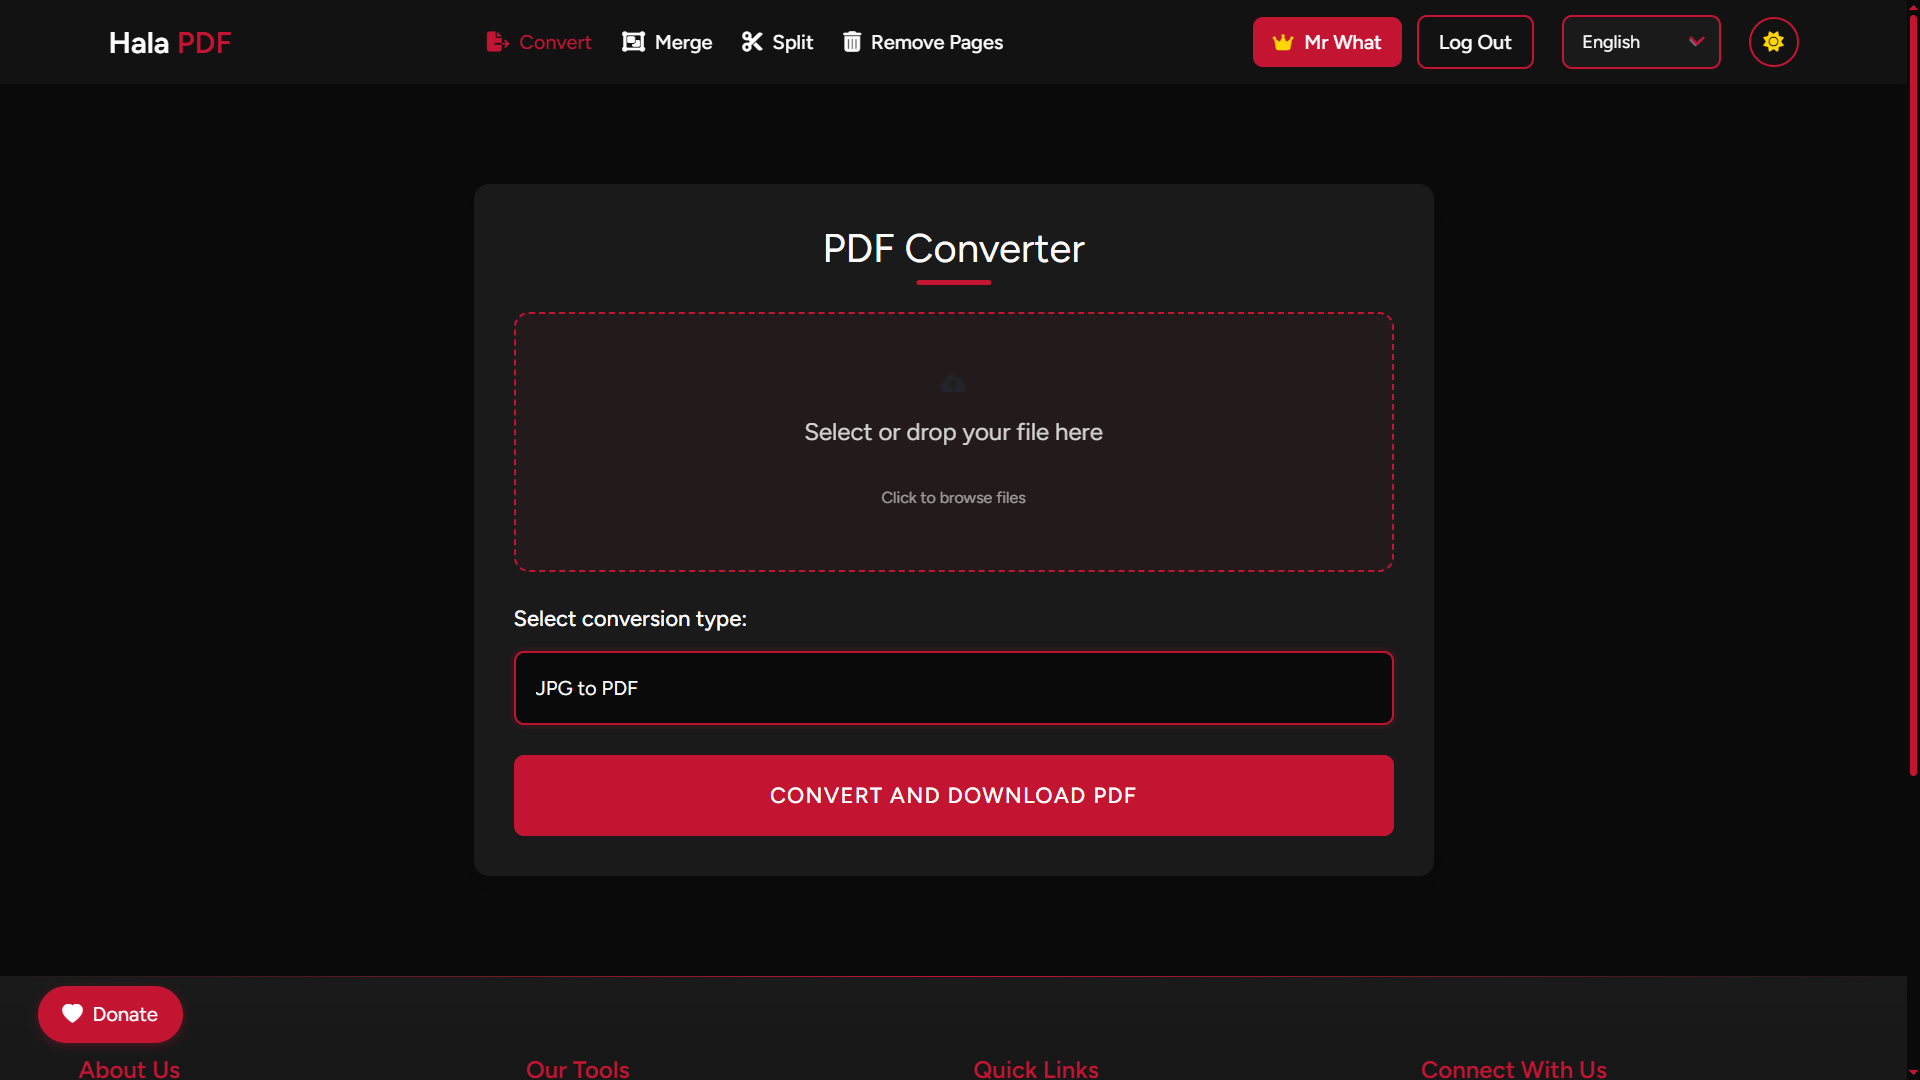 Hala PDF
Convert
Merge
Split
Remove Pages
Mr What
Log Out
English
PDF Converter
Select or drop your file here
Click to browse files
Select conversion type:
JPG to PDF
CONVERT AND DOWNLOAD PDF
Donate
About Us
Our Tools
Quick Links
Connect With Us